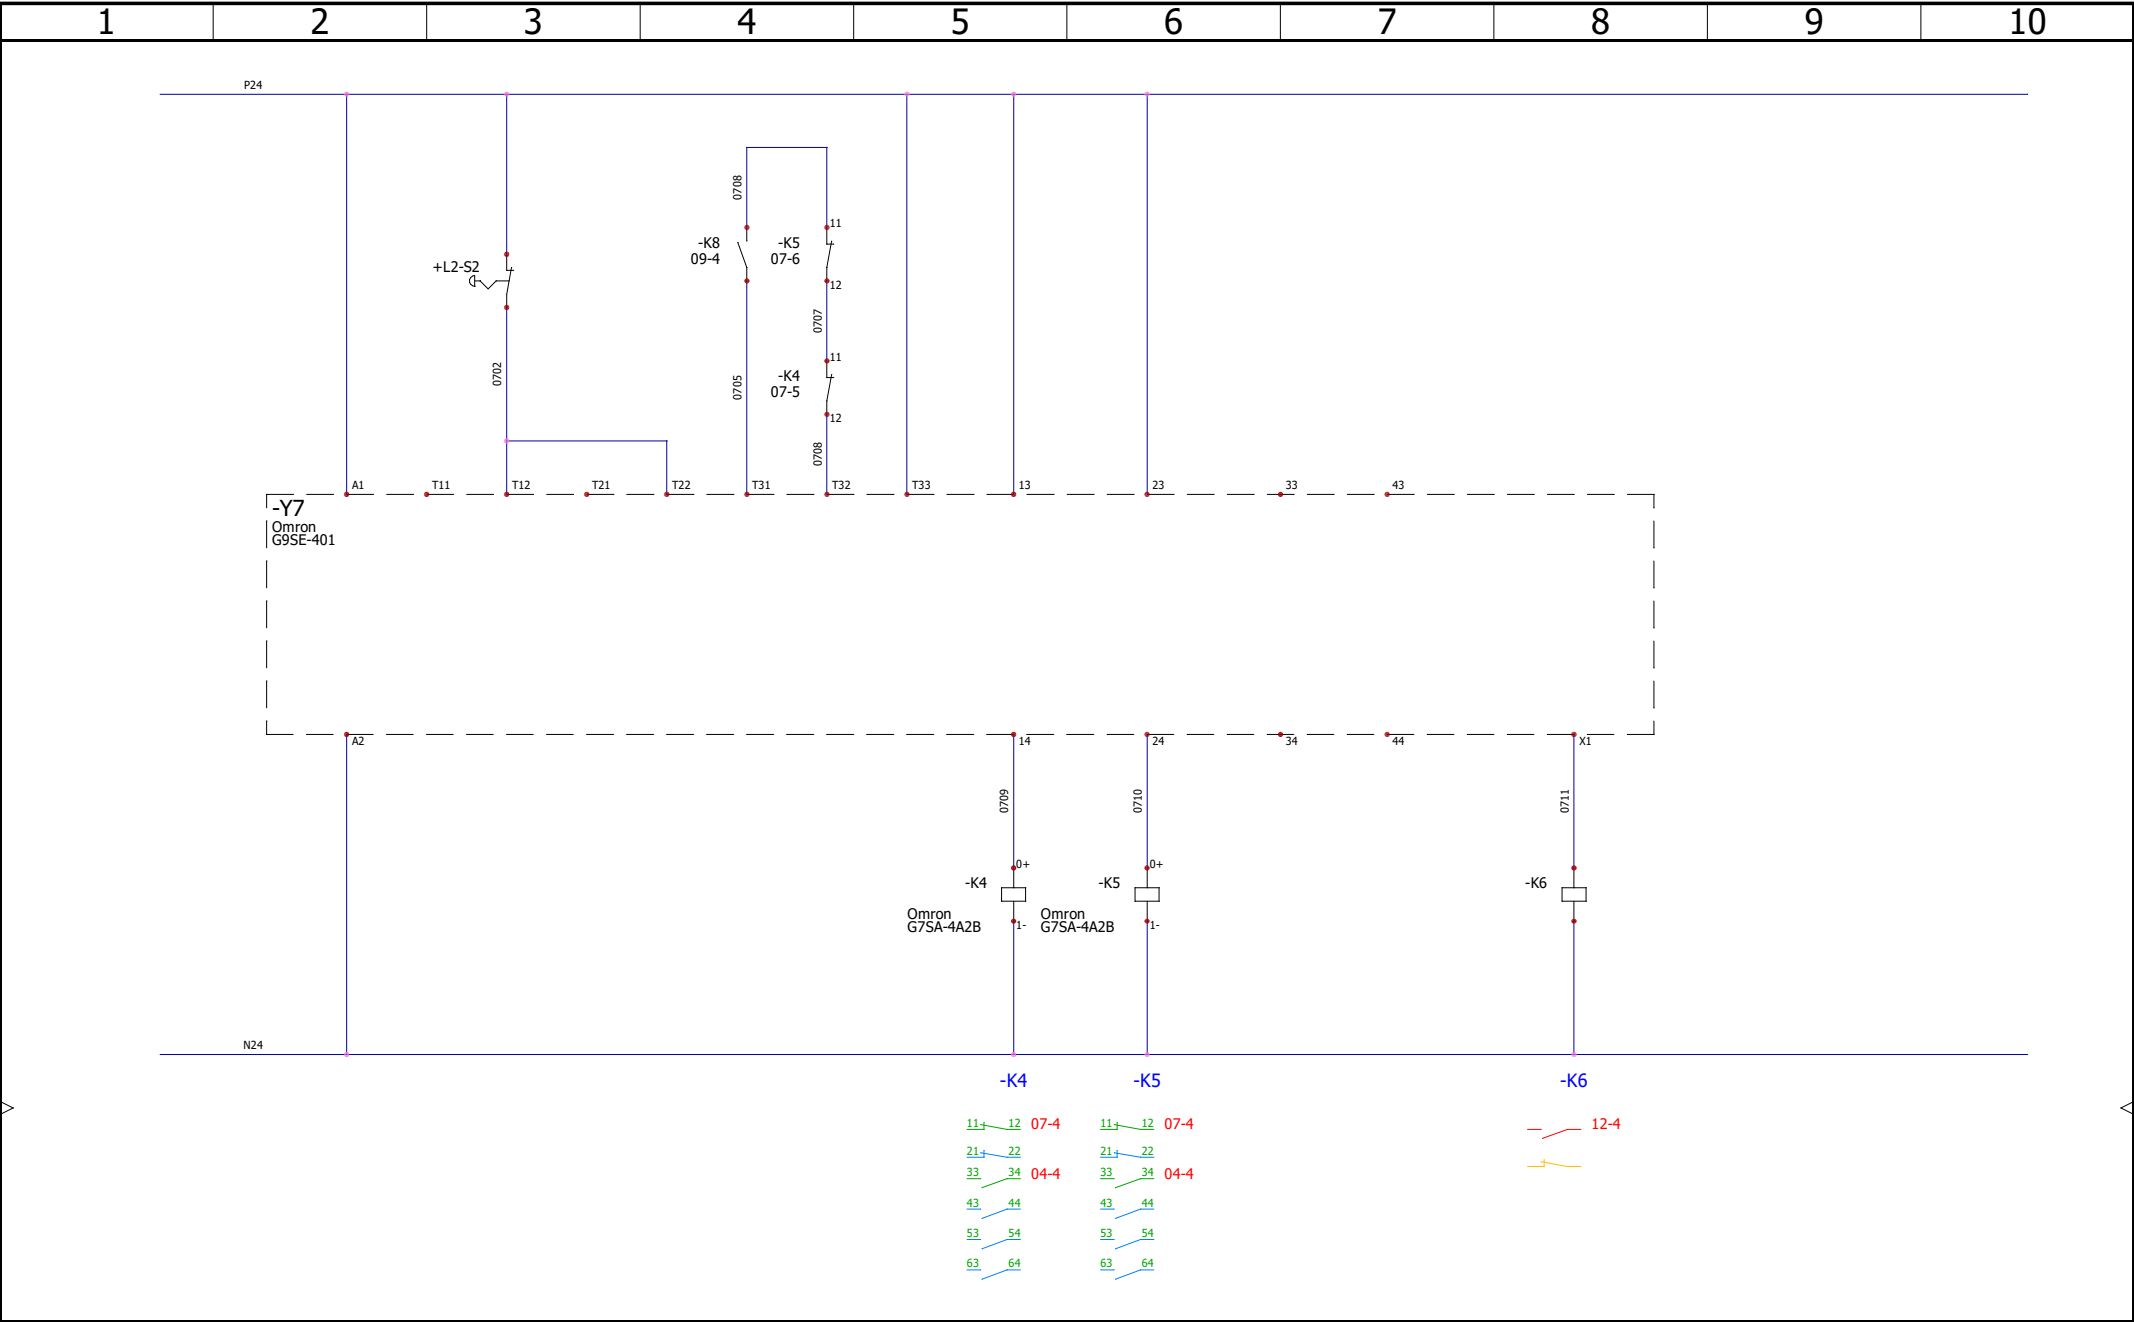 1 2 3 4 5 6 7 8 9 10
P24
0708
11
-K8
09-4
-K5
07-6
+L2-S2
12
0707
11
0702
0705
-K4
07-5
12
0708
A1 T11 T12 T21 T22 T31 T32 T33 13 23 33 43
-Y7
Omron
G9SE-401
A2 14 24 34 44 X1
0709 0710 0711
0+ 0+
-K4 -K5 -K6
Omron
G7SA-4A2B
Omron
G7SA-4A2B
1- 1-
N24
-K4 -K5 -K6
11 12 07-4 11 12 07-4 12-4
21 22 21 22
33 34 04-4 33 34 04-4
43 44 43 44
53 54 53 54
63 64 63 64